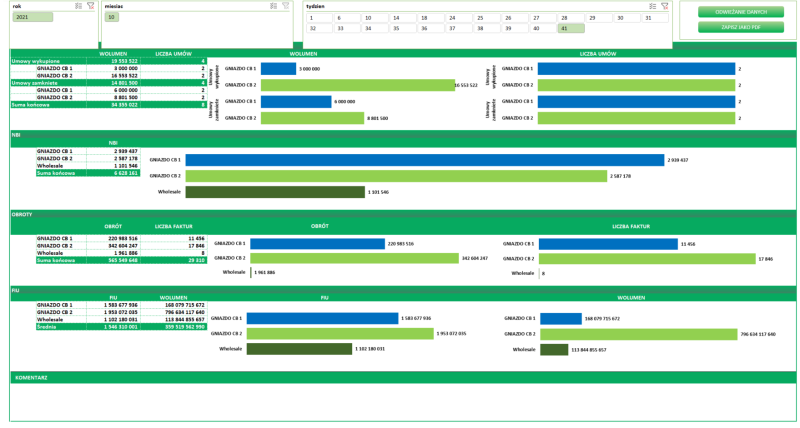 rok
miesiac
tydzien
ODŚWIEŻANIE DANYCH
ZAPISZ JAKO PDF
2021
10
1 6 10 14 18 24 25 26 27 28 29 30 31
32 33 34 35 36 37 38 39 40 41
WOLUMEN LICZBA UMÓW WOLUMEN LICZBA UMÓW
Umowy wykupione 19 553 522 4
GNIAZDO CB 1 3 000 000 2
GNIAZDO CB 2 16 553 522 2
Umowy zamkniete 14 801 500 4
GNIAZDO CB 1 6 000 000 2
GNIAZDO CB 2 8 801 500 2
Suma końcowa 34 355 022 8
Umowy wykupione
GNIAZDO CB 1 3 000 000
GNIAZDO CB 2 16 553 522
Umowy zamkniete
GNIAZDO CB 1 6 000 000
GNIAZDO CB 2 8 801 500
Umowy wykupione
GNIAZDO CB 1 2
GNIAZDO CB 2 2
Umowy zamkniete
GNIAZDO CB 1 2
GNIAZDO CB 2 2
NBI
NBI
GNIAZDO CB 1 2 939 437
GNIAZDO CB 2 2 587 178
Wholesale 1 101 546
Suma końcowa 6 628 161
GNIAZDO CB 1 2 939 437
GNIAZDO CB 2 2 587 178
Wholesale 1 101 546
OBROTY
OBRÓT LICZBA FAKTUR OBRÓT LICZBA FAKTUR
GNIAZDO CB 1 220 983 516 11 456
GNIAZDO CB 2 342 604 247 17 846
Wholesale 1 961 886 8
Suma końcowa 565 549 648 29 310
GNIAZDO CB 1 220 983 516
GNIAZDO CB 2 342 604 247
Wholesale 1 961 886
GNIAZDO CB 1 11 456
GNIAZDO CB 2 17 846
Wholesale 8
FIU
FIU WOLUMEN FIU WOLUMEN
GNIAZDO CB 1 1 583 677 936 168 079 715 672
GNIAZDO CB 2 1 953 072 035 796 634 117 640
Wholesale 1 102 180 031 113 844 855 657
Średnia 1 546 310 001 359 519 562 990
GNIAZDO CB 1 1 583 677 936
GNIAZDO CB 2 1 953 072 035
Wholesale 1 102 180 031
GNIAZDO CB 1 168 079 715 672
GNIAZDO CB 2 796 634 117 640
Wholesale 113 844 855 657
KOMENTARZ